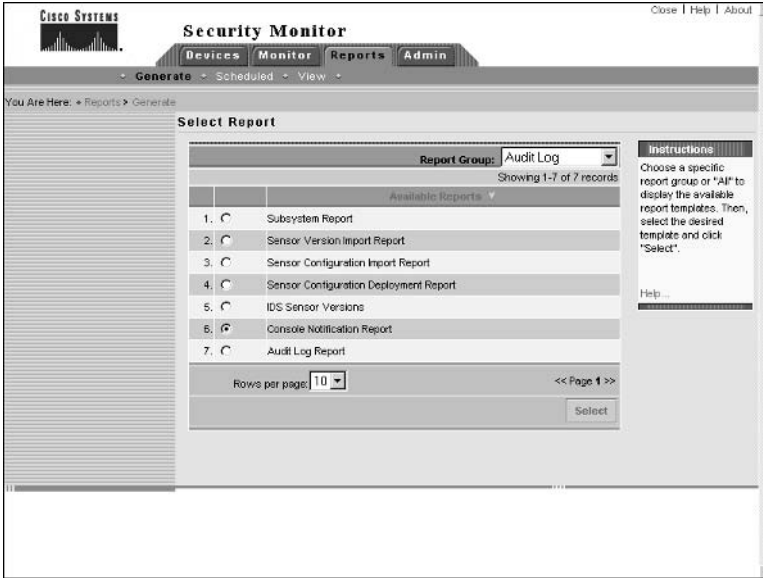 Close | Help | About
CISCO SYSTEMS
Security Monitor
Devices Monitor Reports Admin
Generate Scheduled View
You Are Here: Reports > Generate
Select Report
Report Group: Audit Log
Showing 1-7 of 7 records
Available Reports
1. Subsystem Report
2. Sensor Version Import Report
3. Sensor Configuration Import Report
4. Sensor Configuration Deployment Report
5. IDS Sensor Versions
6. Console Notification Report
7. Audit Log Report
Rows per page: 10
<< Page 1 >>
Select
Instructions
Choose a specific
report group or "All" to
display the available
report templates. Then,
select the desired
template and click
"Select".
Help...